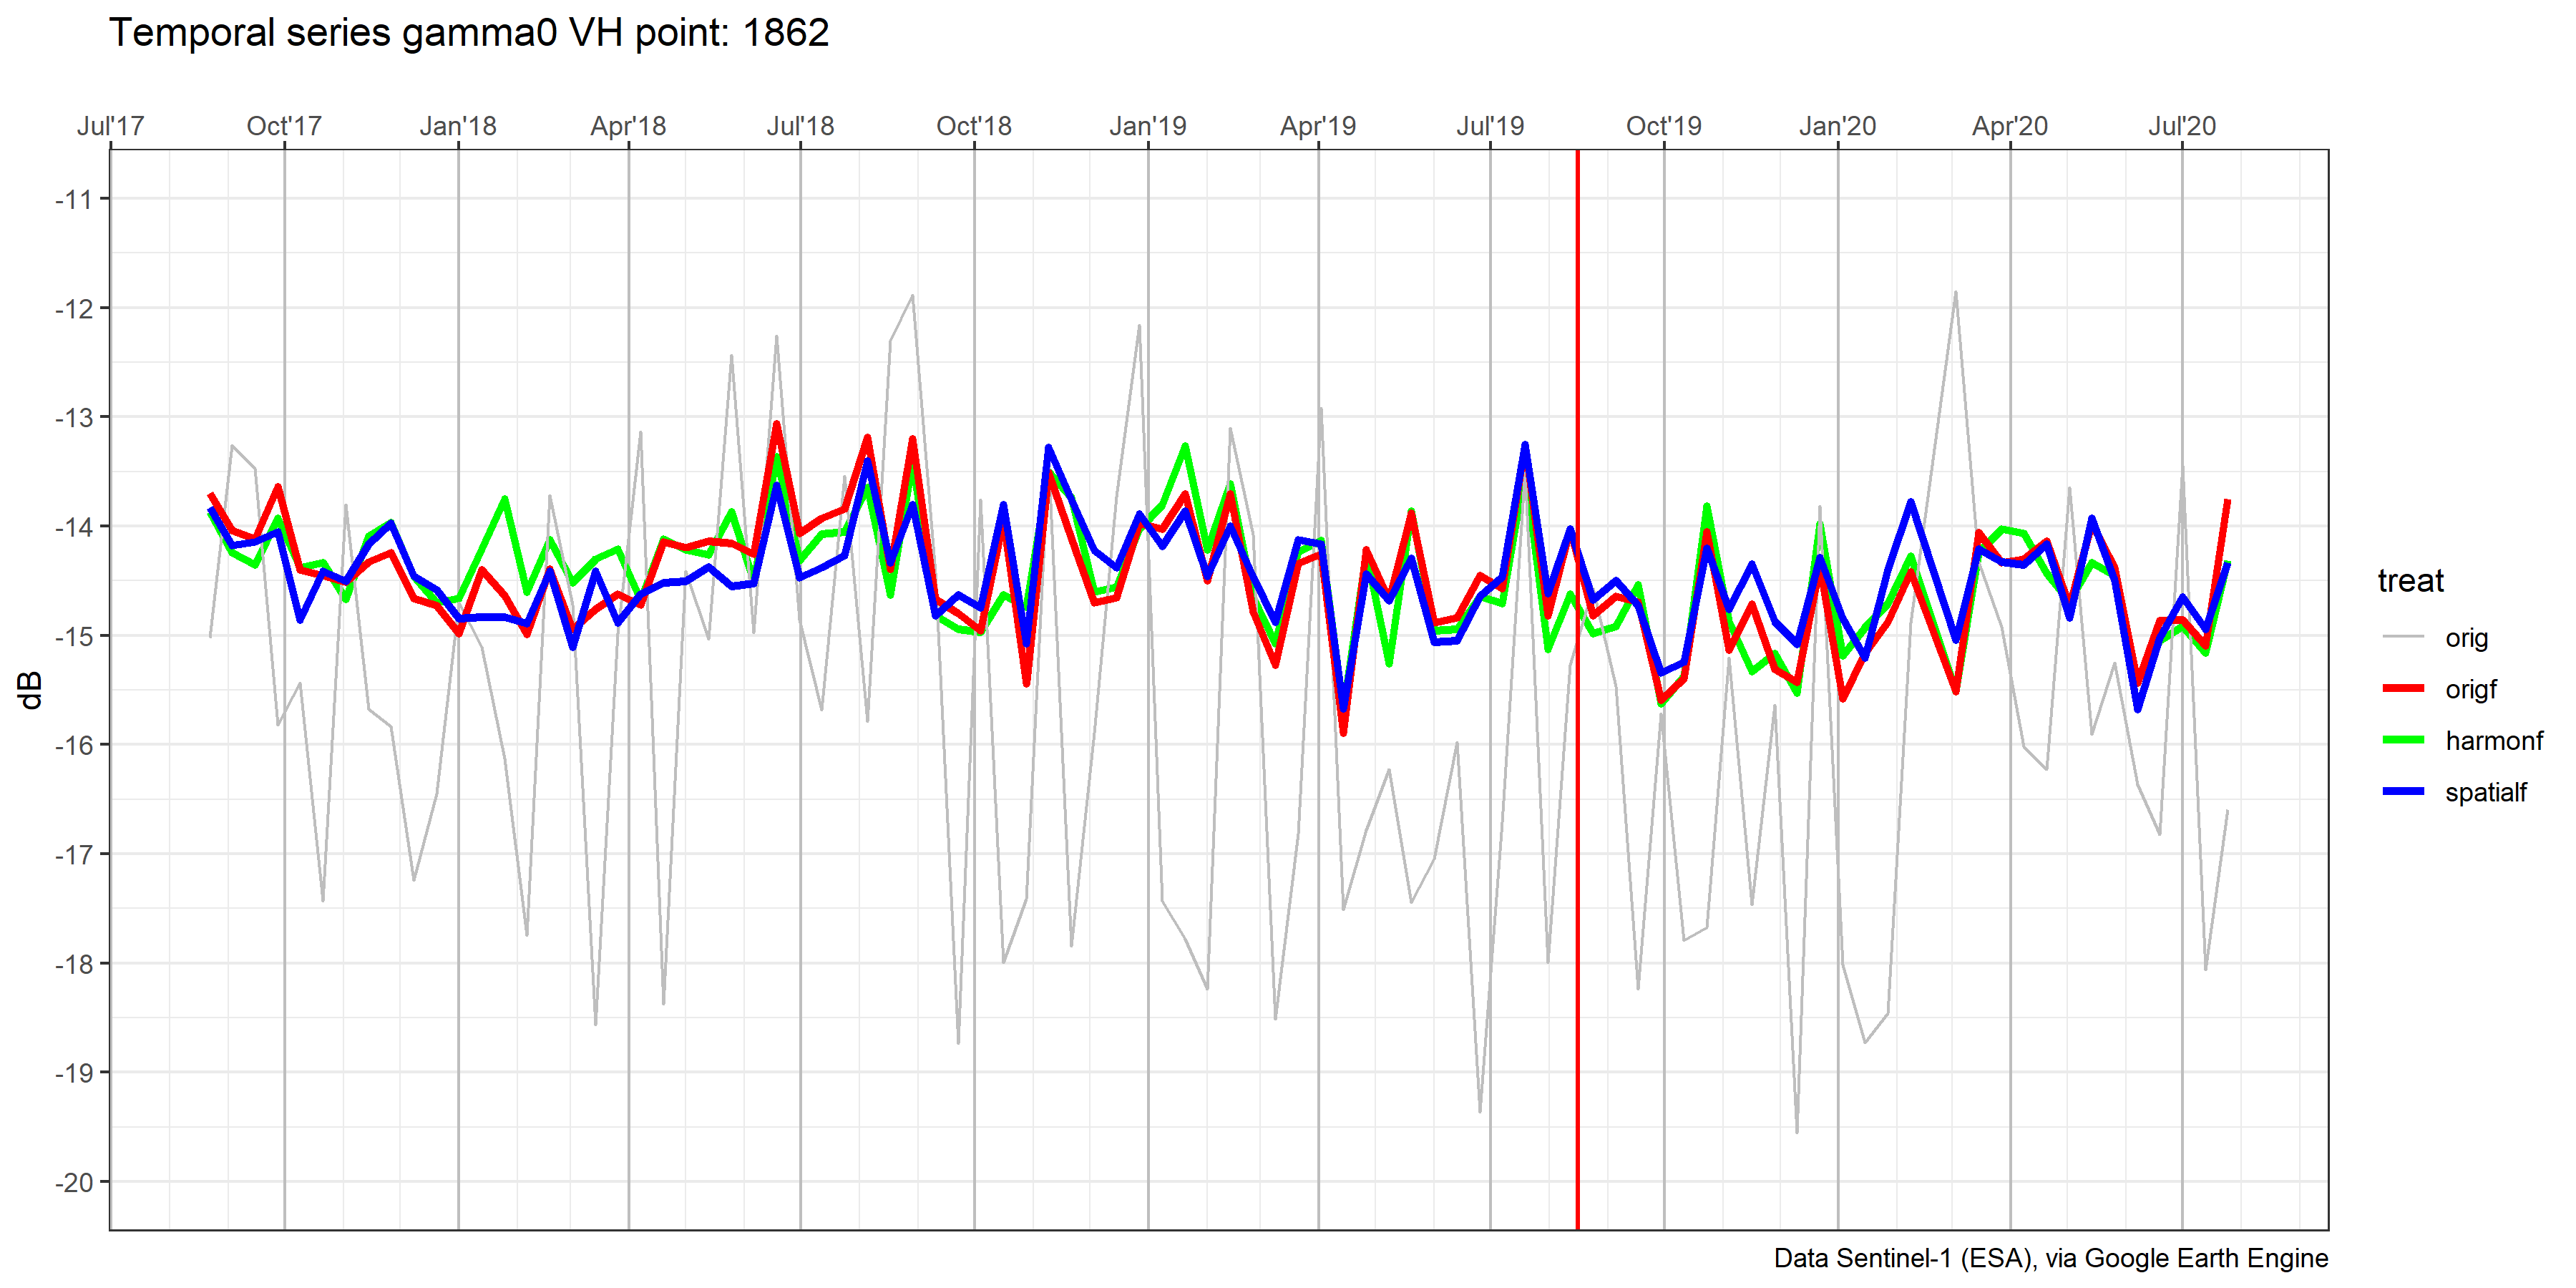 Temporal series gamma0 VH point: 1862
Jul'17 Oct'17 Jan'18 Apr'18 Jul'18 Oct'18 Jan'19 Apr'19 Jul'19 Oct'19 Jan'20 Apr'20 Jul'20
-11
-12
-13
-14
-15
-16
-17
-18
-19
-20
dB
treat
orig
origf
harmonf
spatialf
Data Sentinel-1 (ESA), via Google Earth Engine